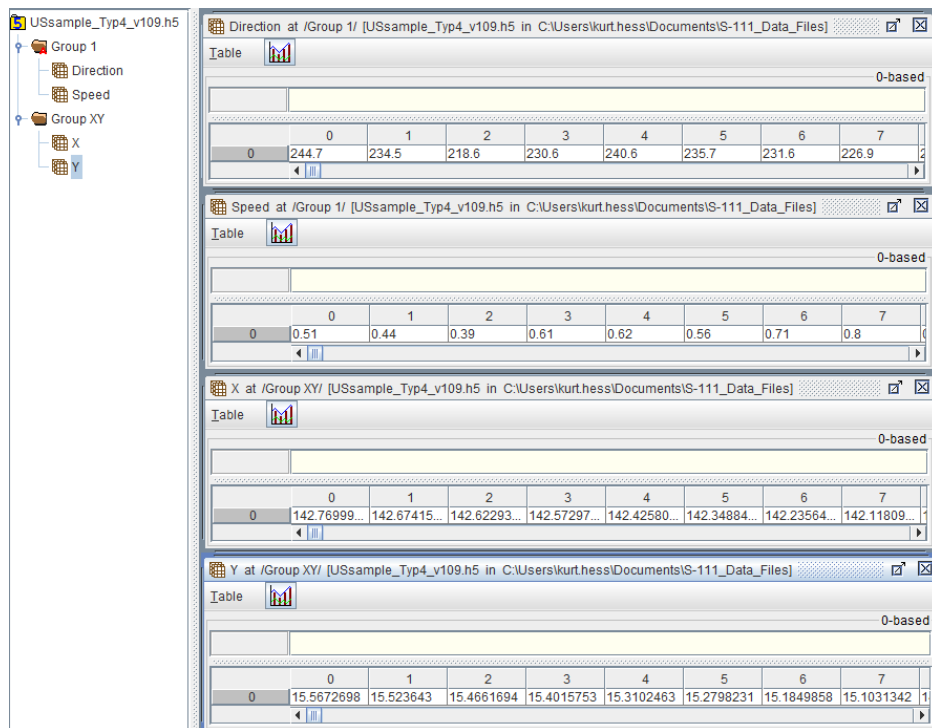 USsample_Typ4_v109.h5
Group 1
Direction
Speed
Group XY
X
Y
Direction at /Group 1/ [USsample_Typ4_v109.h5 in C:\Users\kurt.hess\Documents\S-111_Data_Files]
Table
0-based
0 1 2 3 4 5 6 7
0 244.7 234.5 218.6 230.6 240.6 235.7 231.6 226.9
Speed at /Group 1/ [USsample_Typ4_v109.h5 in C:\Users\kurt.hess\Documents\S-111_Data_Files]
Table
0-based
0 1 2 3 4 5 6 7
0 0.51 0.44 0.39 0.61 0.62 0.56 0.71 0.8
X at /Group XY/ [USsample_Typ4_v109.h5 in C:\Users\kurt.hess\Documents\S-111_Data_Files]
Table
0-based
0 1 2 3 4 5 6 7
0 142.76999... 142.67415... 142.62293... 142.57297... 142.42580... 142.34884... 142.23564... 142.11809...
Y at /Group XY/ [USsample_Typ4_v109.h5 in C:\Users\kurt.hess\Documents\S-111_Data_Files]
Table
0-based
0 1 2 3 4 5 6 7
0 15.5672698 15.523643 15.4661694 15.4015753 15.3102463 15.2798231 15.1849858 15.1031342